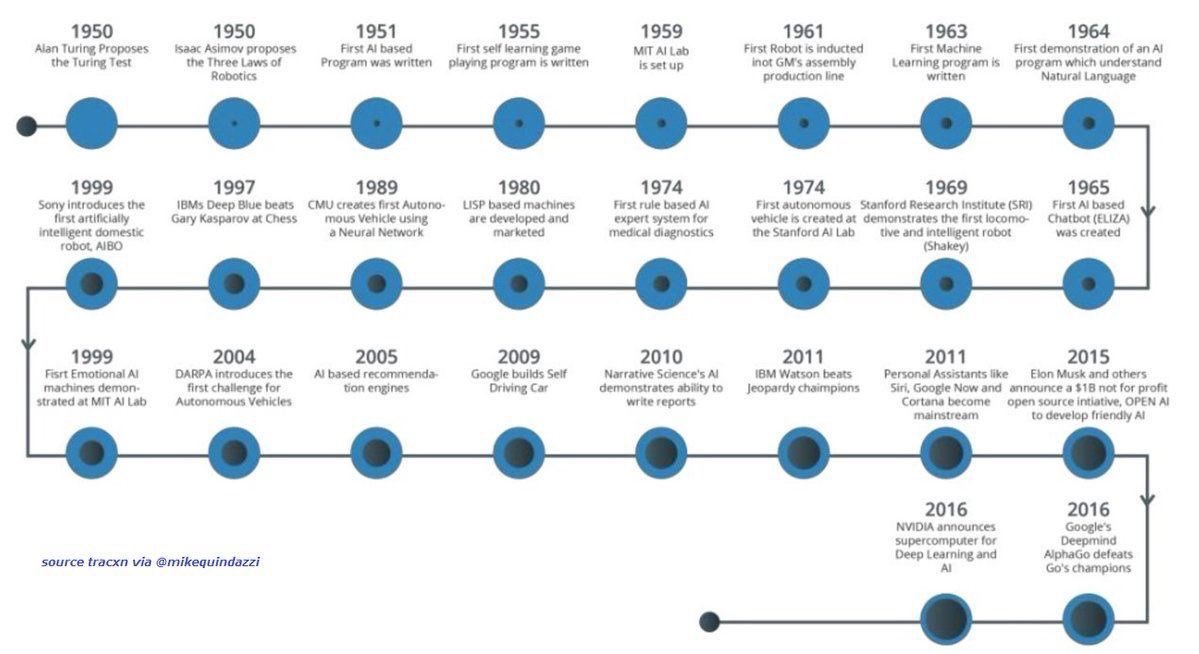 1950
Alan Turing Proposes
the Turing Test
1950
Isaac Asimov proposes
the Three Laws of
Robotics
1951
First AI based
Program was written
1955
First self learning game
playing program is written
1959
MIT AI Lab
is set up
1961
First Robot is inducted
inot GM's assembly
production line
1963
First Machine
Learning program is
written
1964
First demonstration of an AI
program which understand
Natural Language
1999
Sony introduces the
first artificially
intelligent domestic
robot, AIBO
1997
IBMs Deep Blue beats
Gary Kasparov at Chess
1989
CMU creates first Autono-
mous Vehicle using
a Neural Network
1980
LISP based machines
are developed and
marketed
1974
First rule based AI
expert system for
medical diagnostics
1974
First autonomous
vehicle is created at
the Stanford AI Lab
1969
Stanford Research Institute (SRI)
demonstrates the first locomo-
tive and intelligent robot
(Shakey)
1965
First AI based
Chatbot (ELIZA)
was created
1999
Fisrt Emotional AI
machines demon-
strated at MIT AI Lab
2004
DARPA introduces the
first challenge for
Autonomous Vehicles
2005
AI based recommenda-
tion engines
2009
Google builds Self
Driving Car
2010
Narrative Science's AI
demonstrates ability to
write reports
2011
IBM Watson beats
Jeopardy chaimpions
2011
Personal Assistants like
Siri, Google Now and
Cortana become
mainstream
2015
Elon Musk and others
announce a $1B not for profit
open source intiative, OPEN AI
to develop friendly AI
2016
NVIDIA announces
supercomputer for
Deep Learning and
AI
2016
Google's
Deepmind
AlphaGo defeats
Go's champions
source tracxn via @mikequindazzi